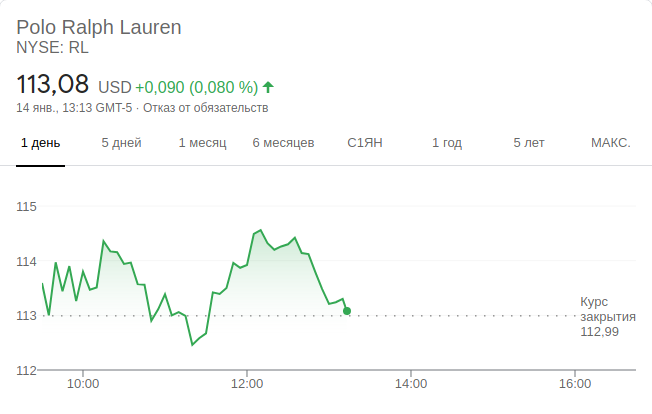 Polo Ralph Lauren
NYSE: RL
113,08 USD +0,090 (0,080 %)
14 янв., 13:13 GMT-5 · Отказ от обязательств
1 день 5 дней 1 месяц 6 месяцев С1ЯН 1 год 5 лет МАКС.
115
114
113
Курс
закрытия
112,99
112
10:00 12:00 14:00 16:00